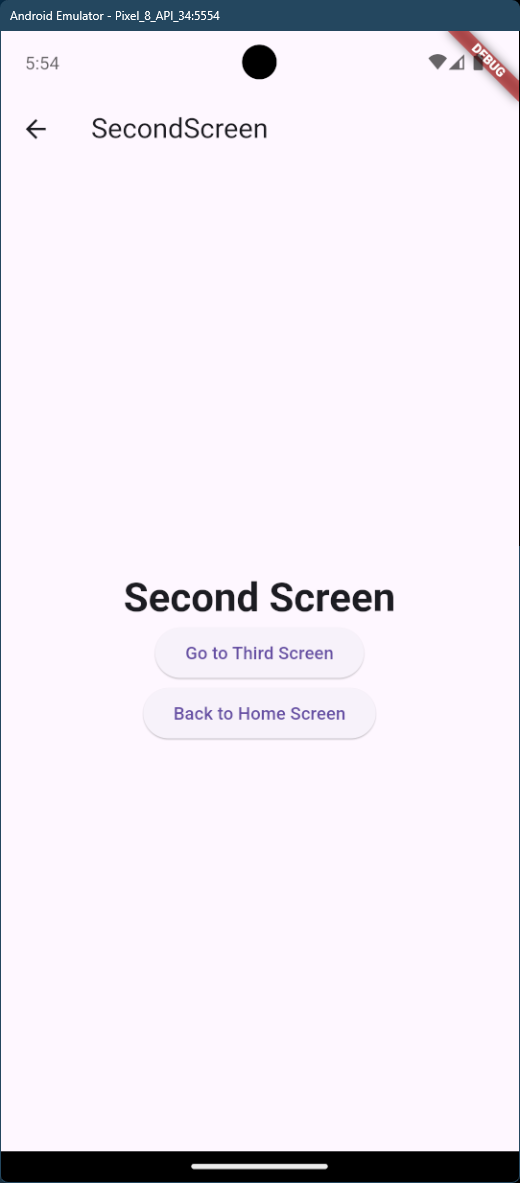 Android Emulator - Pixel_8_API_34:5554
5:54
DEBUG
SecondScreen
Second Screen
Go to Third Screen
Back to Home Screen